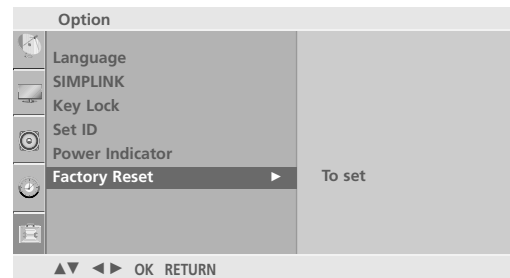 Option
Language
SIMPLINK
Key Lock
Set ID
Power Indicator
Factory Reset ► To set
▲▼ ◄► OK RETURN